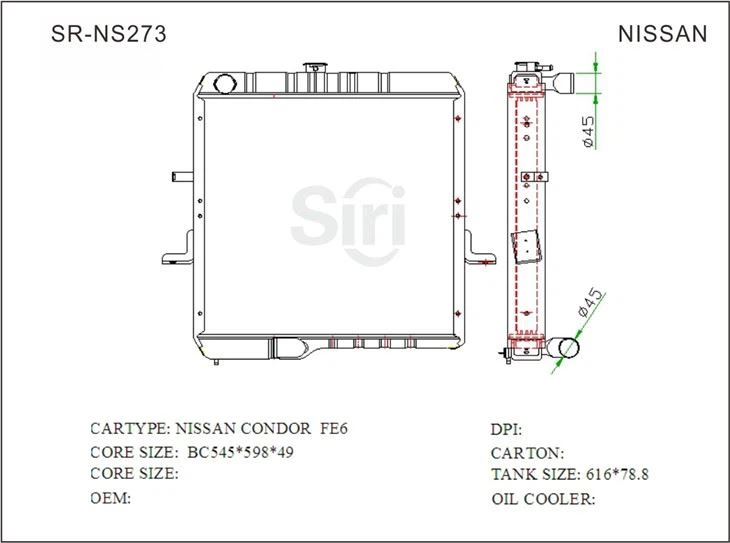 SR-NS273 NISSAN
ø45
Siri
ø45
CARTYPE: NISSAN CONDOR FE6
CORE SIZE: BC545*598*49
CORE SIZE:
OEM:
DPI:
CARTON:
TANK SIZE: 616*78.8
OIL COOLER: